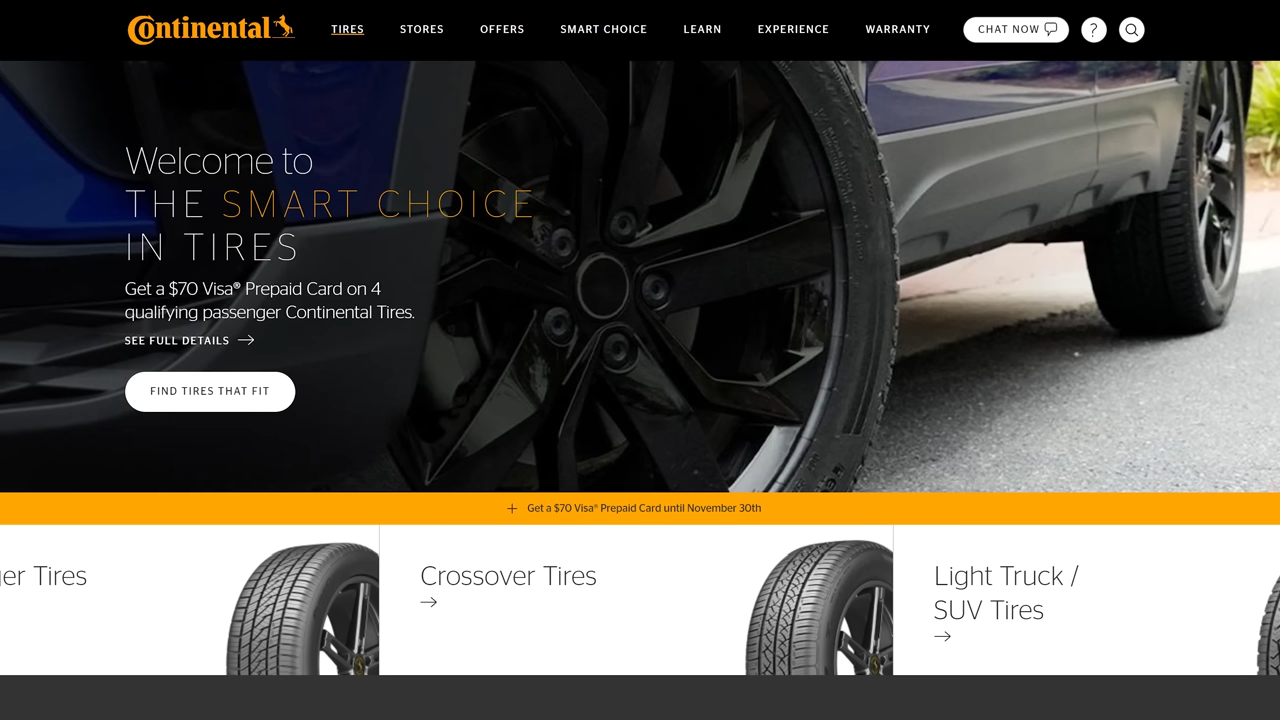 Continental
TIRES
STORES
OFFERS
SMART CHOICE
LEARN
EXPERIENCE
WARRANTY
CHAT NOW
?
Welcome to
THE SMART CHOICE
IN TIRES
Get a $70 Visa® Prepaid Card on 4
qualifying passenger Continental Tires.
SEE FULL DETAILS
FIND TIRES THAT FIT
Get a $70 Visa® Prepaid Card until November 30th
Tires
Crossover Tires
Light Truck /
SUV Tires